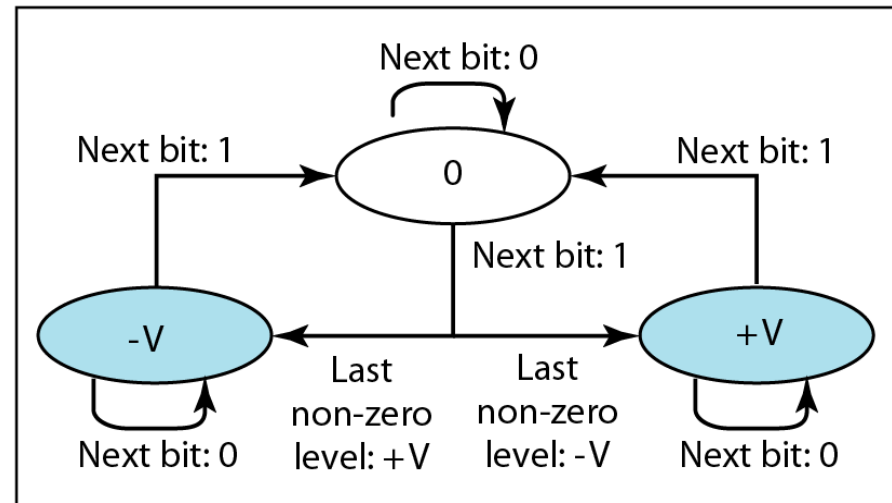 Next bit: 0
Next bit: 1
Next bit: 1
0
Next bit: 1
-V
+V
Last
non-zero
level: +V
Last
non-zero
level: -V
Next bit: 0
Next bit: 0